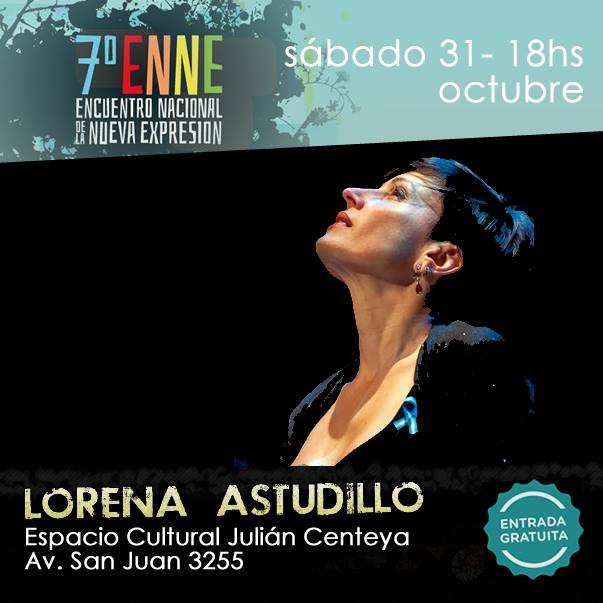 7º ENNE
ENCUENTRO NACIONAL
DE LA NUEVA EXPRESION
sábado 31- 18hs
octubre
LORENA ASTUDILLO
Espacio Cultural Julián Centeya
Av. San Juan 3255
ENTRADA
GRATUITA